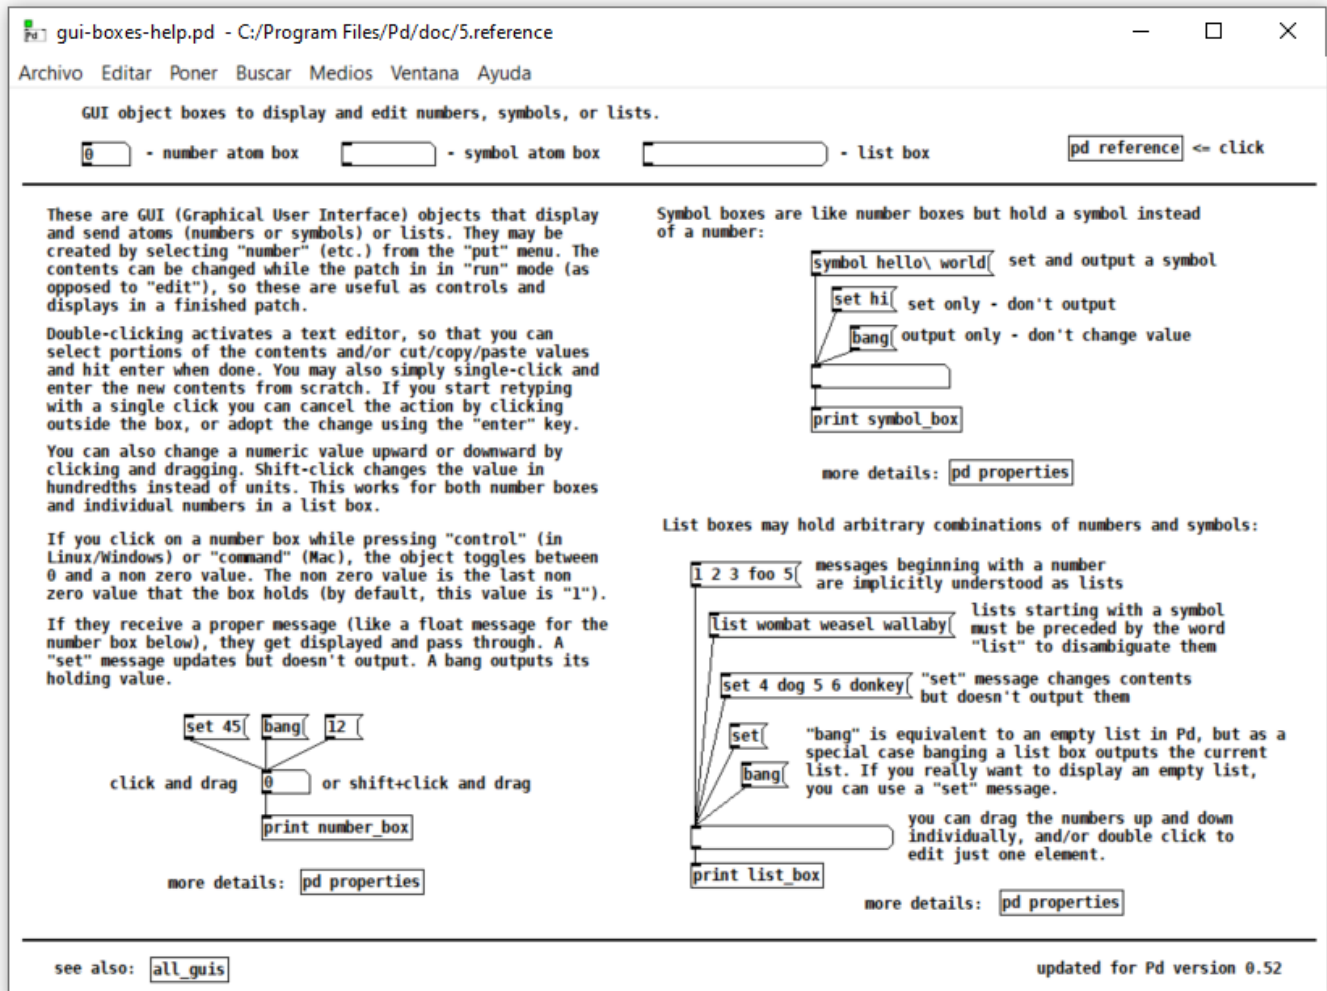 gui-boxes-help.pd - C:/Program Files/Pd/doc/5.reference
Archivo Editar Poner Buscar Medios Ventana Ayuda
GUI object boxes to display and edit numbers, symbols, or lists.
0 - number atom box - symbol atom box - list box pd reference <= click
These are GUI (Graphical User Interface) objects that display
and send atoms (numbers or symbols) or lists. They may be
created by selecting "number" (etc.) from the "put" menu. The
contents can be changed while the patch in in "run" mode (as
opposed to "edit"), so these are useful as controls and
displays in a finished patch.
Double-clicking activates a text editor, so that you can
select portions of the contents and/or cut/copy/paste values
and hit enter when done. You may also simply single-click and
enter the new contents from scratch. If you start retyping
with a single click you can cancel the action by clicking
outside the box, or adopt the change using the "enter" key.
You can also change a numeric value upward or downward by
clicking and dragging. Shift-click changes the value in
hundredths instead of units. This works for both number boxes
and individual numbers in a list box.
If you click on a number box while pressing "control" (in
Linux/Windows) or "command" (Mac), the object toggles between
0 and a non zero value. The non zero value is the last non
zero value that the box holds (by default, this value is "1").
If they receive a proper message (like a float message for the
number box below), they get displayed and pass through. A
"set" message updates but doesn't output. A bang outputs its
holding value.
set 45 bang 12
click and drag 0 or shift+click and drag
print number_box
more details: pd properties
Symbol boxes are like number boxes but hold a symbol instead
of a number:
symbol hello\ world set and output a symbol
set hi set only - don't output
bang output only - don't change value
print symbol_box
more details: pd properties
List boxes may hold arbitrary combinations of numbers and symbols:
1 2 3 foo 5 messages beginning with a number
are implicitly understood as lists
list wombat weasel wallaby lists starting with a symbol
must be preceded by the word
"list" to disambiguate them
set 4 dog 5 6 donkey "set" message changes contents
but doesn't output them
set "bang" is equivalent to an empty list in Pd, but as a
special case banging a list box outputs the current
bang list. If you really want to display an empty list,
you can use a "set" message.
you can drag the numbers up and down
individually, and/or double click to
edit just one element.
print list_box
more details: pd properties
see also: all_guis updated for Pd version 0.52